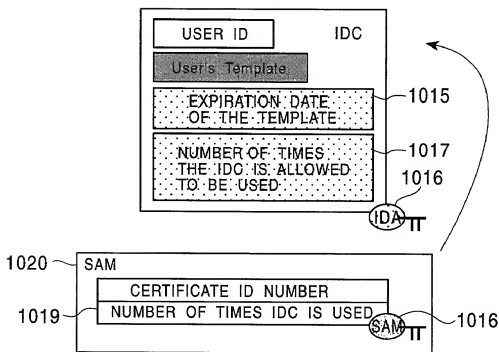 USER ID
IDC
User's Template
EXPIRATION DATE
OF THE TEMPLATE
1015
NUMBER OF TIMES
THE IDC IS ALLOWED
TO BE USED
1017
1016
IDA
1020
SAM
CERTIFICATE ID NUMBER
1019
NUMBER OF TIMES IDC IS USED
1016
SAM